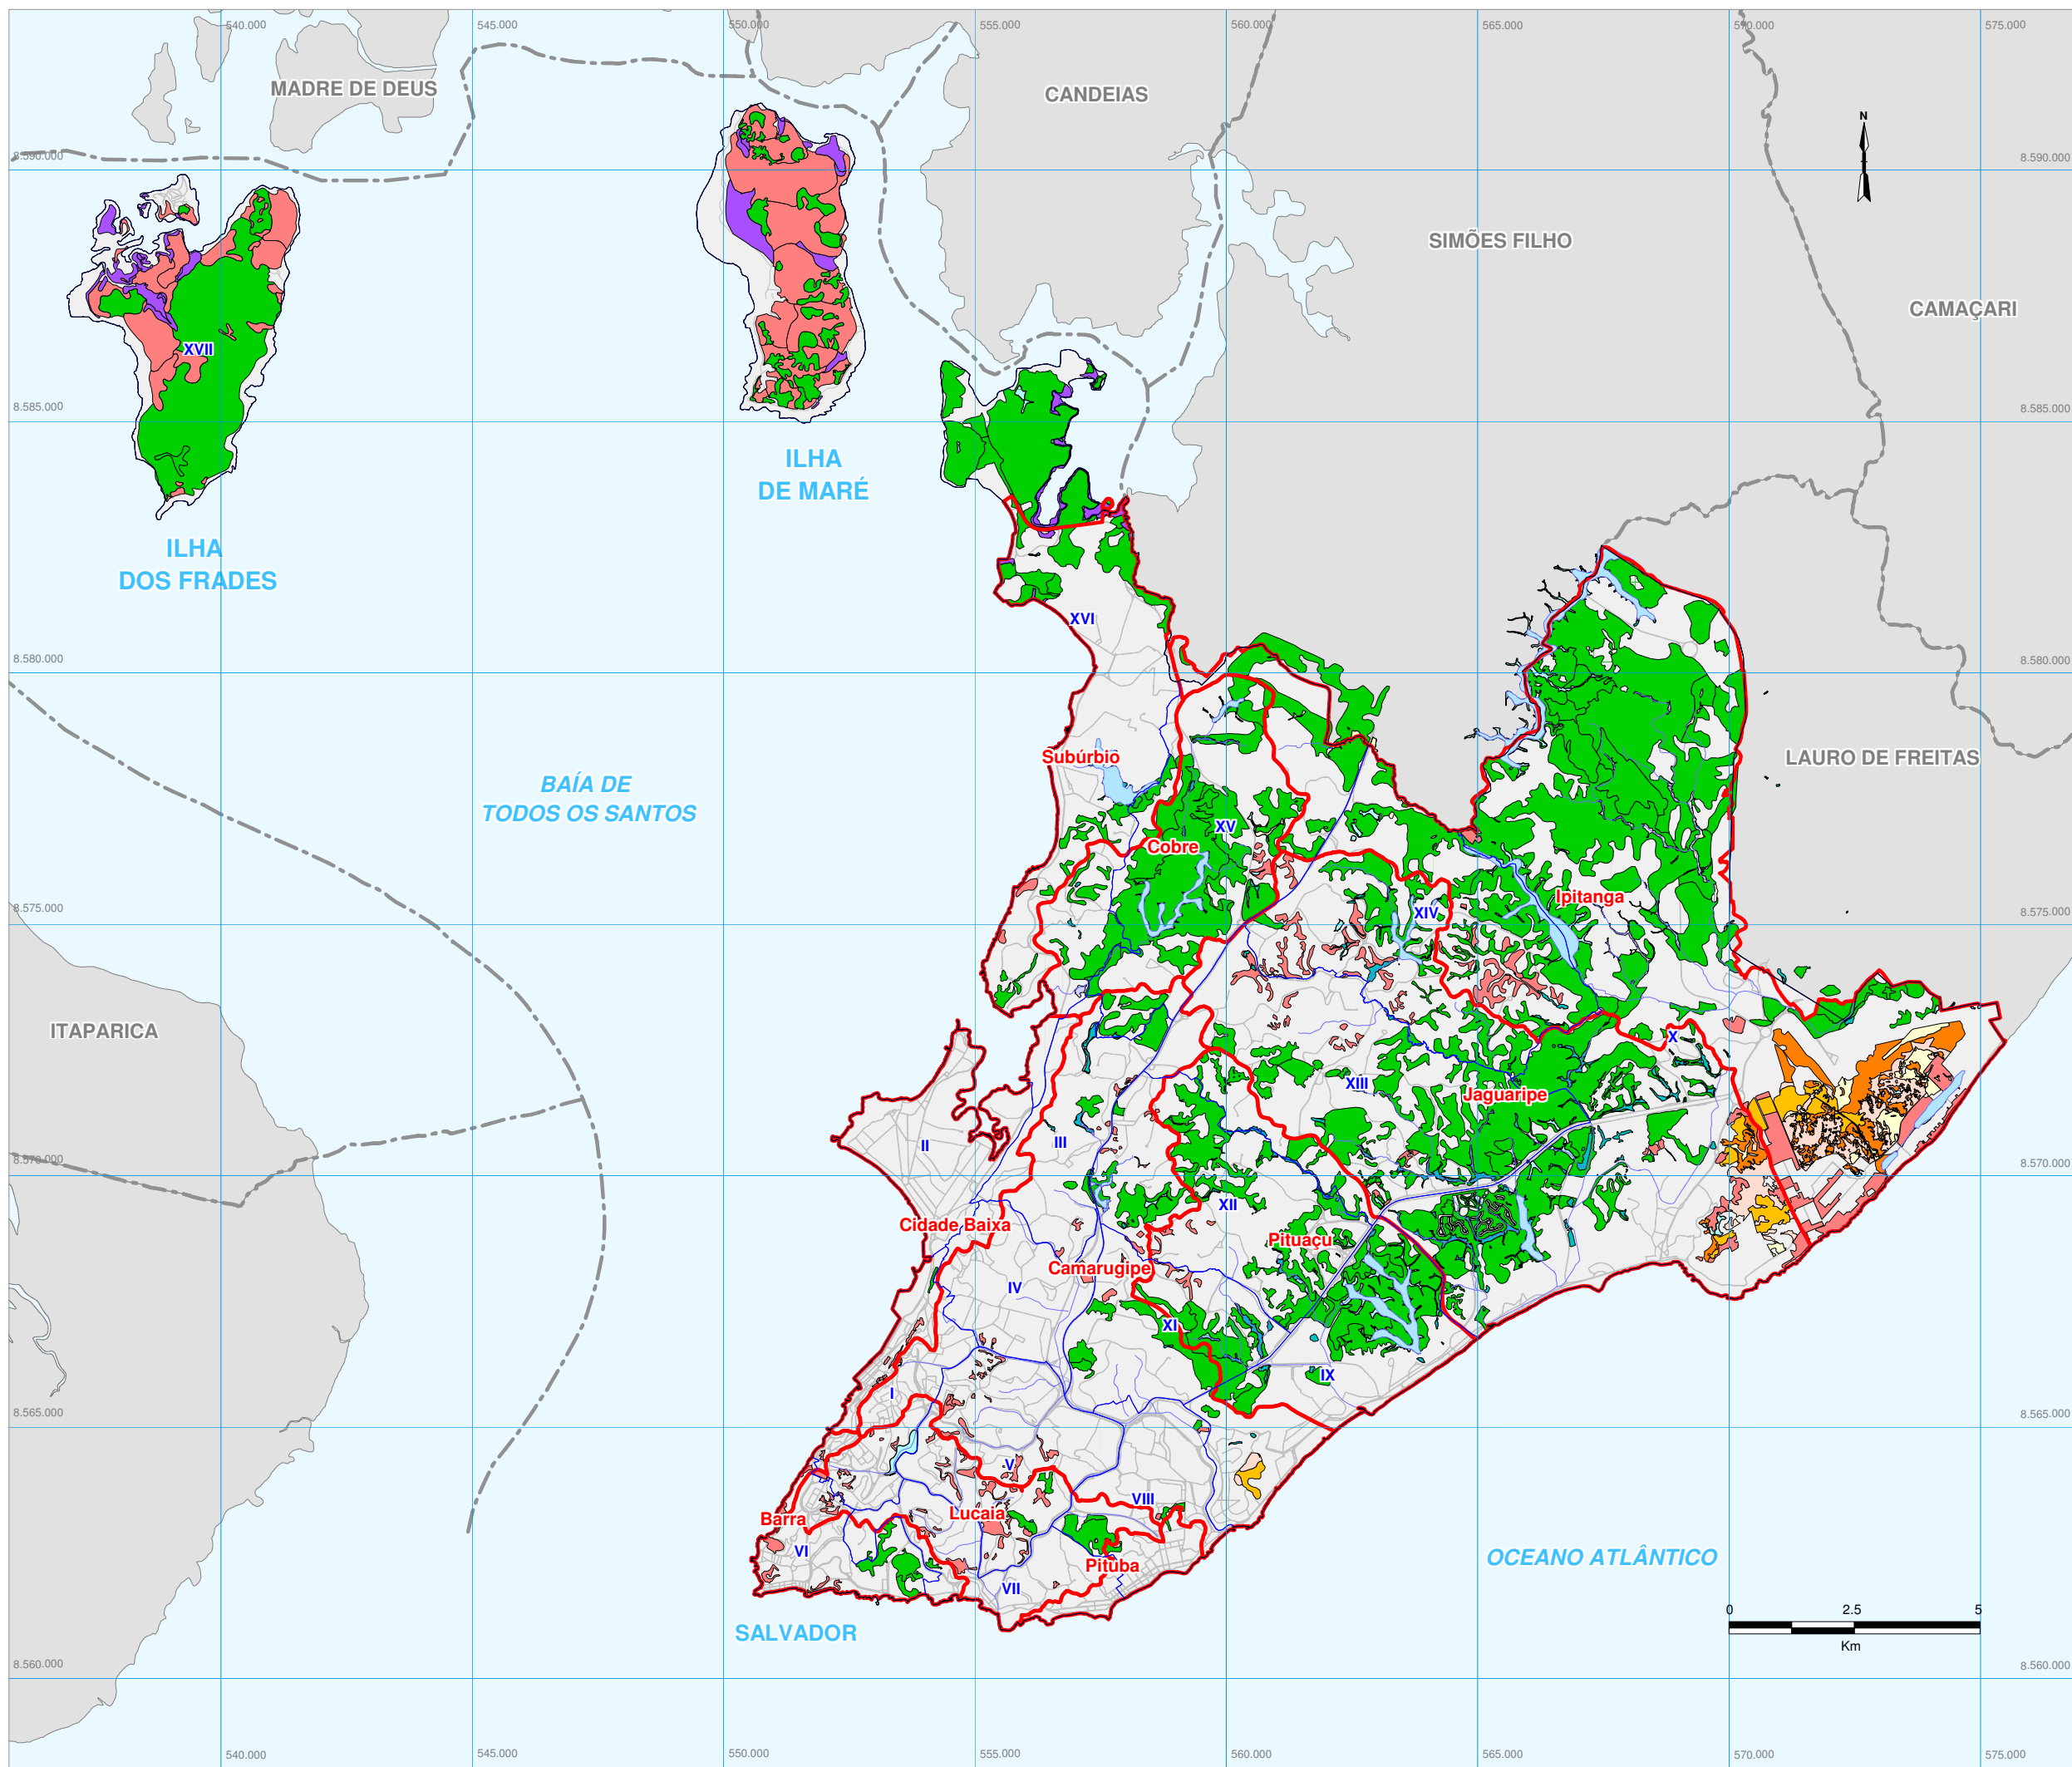 540.000
545.000
550.000
555.000
560.000
565.000
570.000
575.000
MADRE DE DEUS
CANDEIAS
N
8.590.000
8.590.000
SIMÕES FILHO
CAMAÇARI
XVII
8.585.000
8.585.000
ILHA
DE MARÉ
ILHA
DOS FRADES
XVI
8.580.000
8.580.000
Subúrbio
LAURO DE FREITAS
BAÍA DE
TODOS OS SANTOS
XV
Cobre
Ipitanga
8.575.000
XIV
8.575.000
ITAPARICA
X
XIII
Jaguaripe
II
III
8.570.000
8.570.000
XII
Cidade Baixa
Pituaçu
Camarugipe
IV
XI
IX
I
8.565.000
8.565.000
V
VIII
Lucaia
Barra
VI
Pituba
OCEANO ATLÂNTICO
VII
0
2.5
5
SALVADOR
Km
8.560.000
8.560.000
540.000
545.000
550.000
555.000
560.000
565.000
570.000
575.000